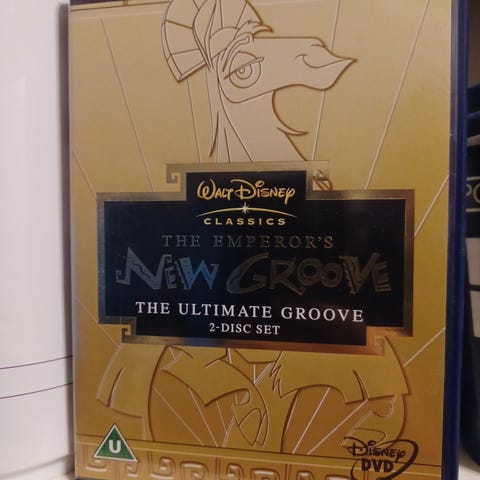 WALT DISNEY
CLASSICS
THE EMPEROR'S
NEW GROOVE
THE ULTIMATE GROOVE
2-DISC SET
U
DISNEY
DVD